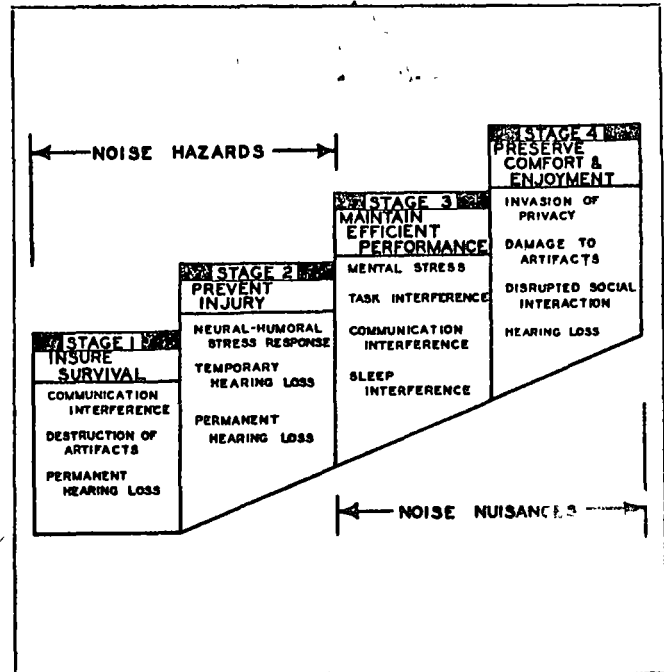 NOISE HAZARDS
STAGE 1
INSURE
SURVIVAL
COMMUNICATION
INTERFERENCE
DESTRUCTION OF
ARTIFACTS
PERMANENT
HEARING LOSS
STAGE 2
PREVENT
INJURY
NEURAL-HUMORAL
STRESS RESPONSE
TEMPORARY
HEARING LOSS
PERMANENT
HEARING LOSS
STAGE 3
MAINTAIN
EFFICIENT
PERFORMANCE
MENTAL STRESS
TASK INTERFERENCE
COMMUNICATION
INTERFERENCE
SLEEP
INTERFERENCE
STAGE 4
PRESERVE
COMFORT &
ENJOYMENT
INVASION OF
PRIVACY
DAMAGE TO
ARTIFACTS
DISRUPTED SOCIAL
INTERACTION
HEARING LOSS
NOISE NUISANCES